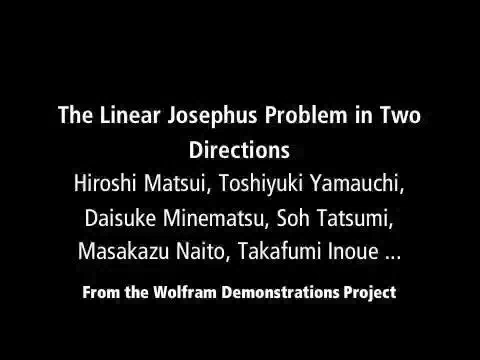 The Linear Josephus Problem in Two
Directions
Hiroshi Matsui, Toshiyuki Yamauchi,
Daisuke Minematsu, Soh Tatsumi,
Masakazu Naito, Takafumi Inoue ...
From the Wolfram Demonstrations Project